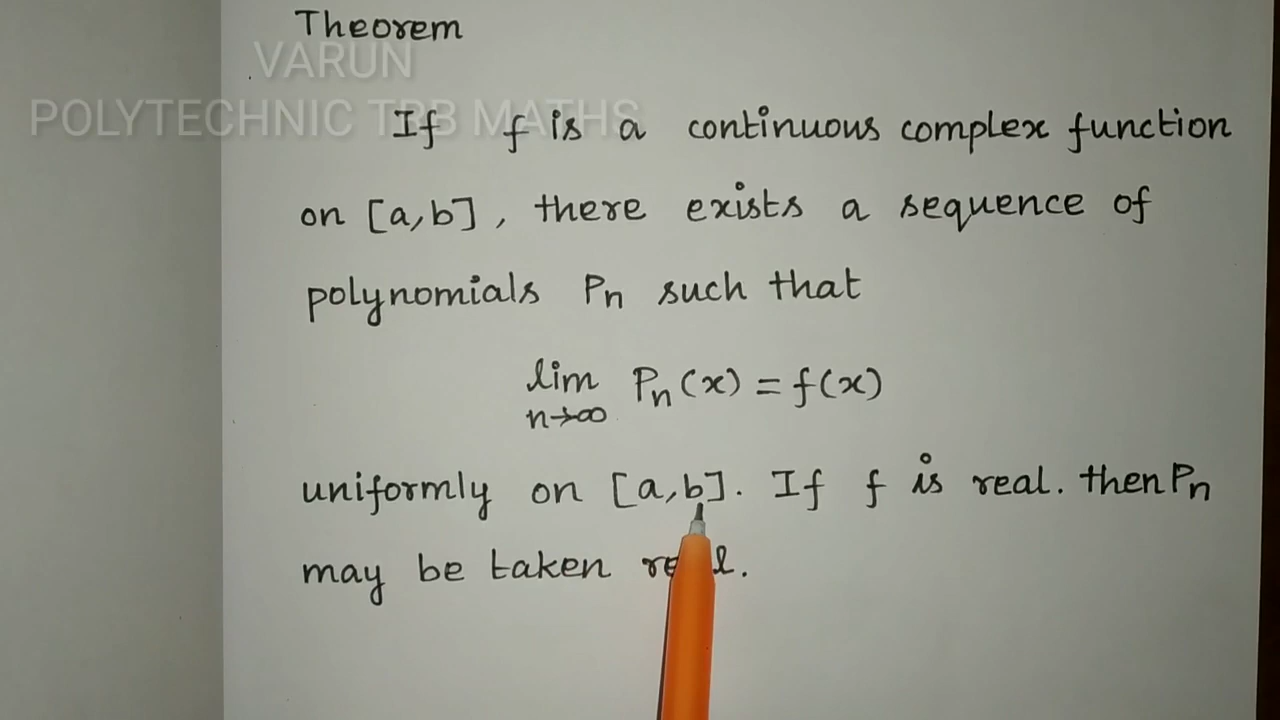 Theorem
VARUN
POLYTECHNIC TRB MATHS
If f is a continuous complex function
on [a,b], there exists a sequence of
polynomials Pn such that
lim Pn(x) = f(x)
n→∞
uniformly on [a,b]. If f is real. then Pn
may be taken real.